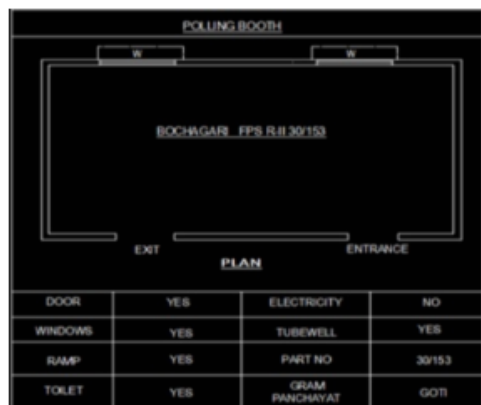 POLLING BOOTH
W W
BOCHAGARI FPS R-II 30/153
EXIT ENTRANCE
PLAN
DOOR YES ELECTRICITY NO
WINDOWS YES TUBEWELL YES
RAMP YES PART NO 30/153
TOILET YES GRAM PANCHAYAT GOTI